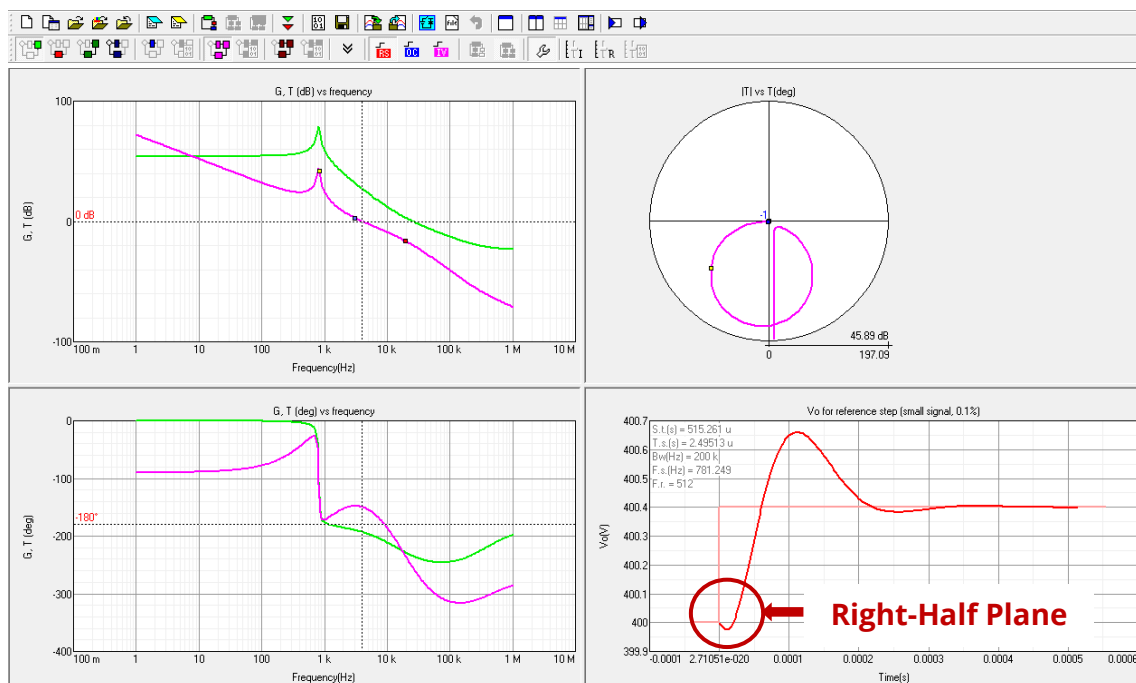 RS
OC
IV
I
R
G, T (dB) vs frequency
100
0 dB
0
-100
G, T (dB)
100 m
1
10
100
1 k
10 k
100 k
1 M
10 M
Frequency(Hz)
|T| vs T(deg)
-1
45.89 dB
0
197.09
G, T (deg) vs frequency
0
-100
-180°
-200
-300
-400
G, T (deg)
100 m
1
10
100
1 k
10 k
100 k
1 M
10 M
Frequency(Hz)
Vo for reference step (small signal, 0.1%)
400.7
400.6
400.5
400.4
400.3
400.2
400.1
400
399.9
Vo(V)
S.t.(s) = 515.261 u
T.s.(s) = 2.49513 u
Bw(Hz) = 200 k
F.s.(Hz) = 781.249
F.r. = 512
Right-Half Plane
-0.0001
2.71051e-020
0.0001
0.0002
0.0003
0.0004
0.0005
Time(s)